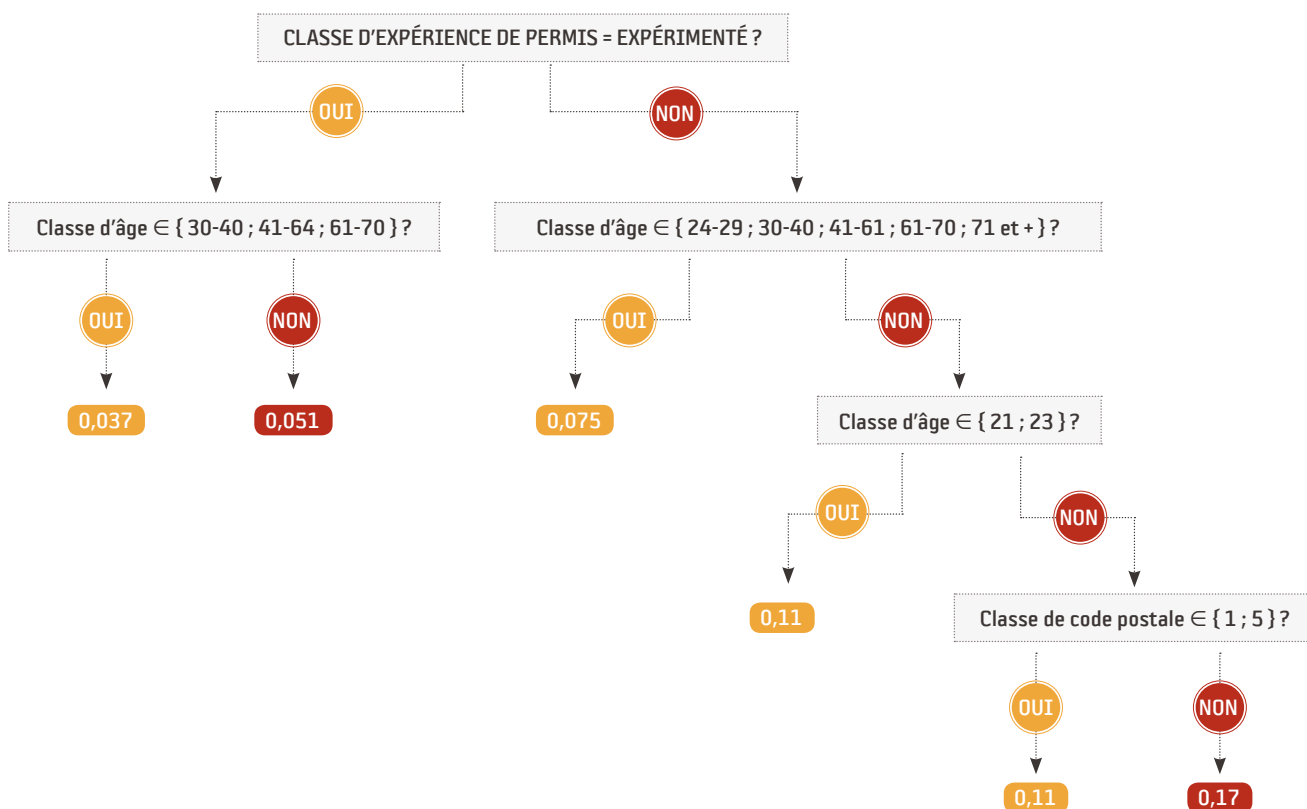 CLASSE D'EXPÉRIENCE DE PERMIS = EXPÉRIMENTÉ ?
OUI
NON
Classe d'âge ∈ { 30-40 ; 41-64 ; 61-70 } ?
Classe d'âge ∈ { 24-29 ; 30-40 ; 41-61 ; 61-70 ; 71 et + } ?
OUI
NON
OUI
NON
0,037
0,051
0,075
Classe d'âge ∈ { 21 ; 23 } ?
OUI
NON
0,11
Classe de code postale ∈ { 1 ; 5 } ?
OUI
NON
0,11
0,17